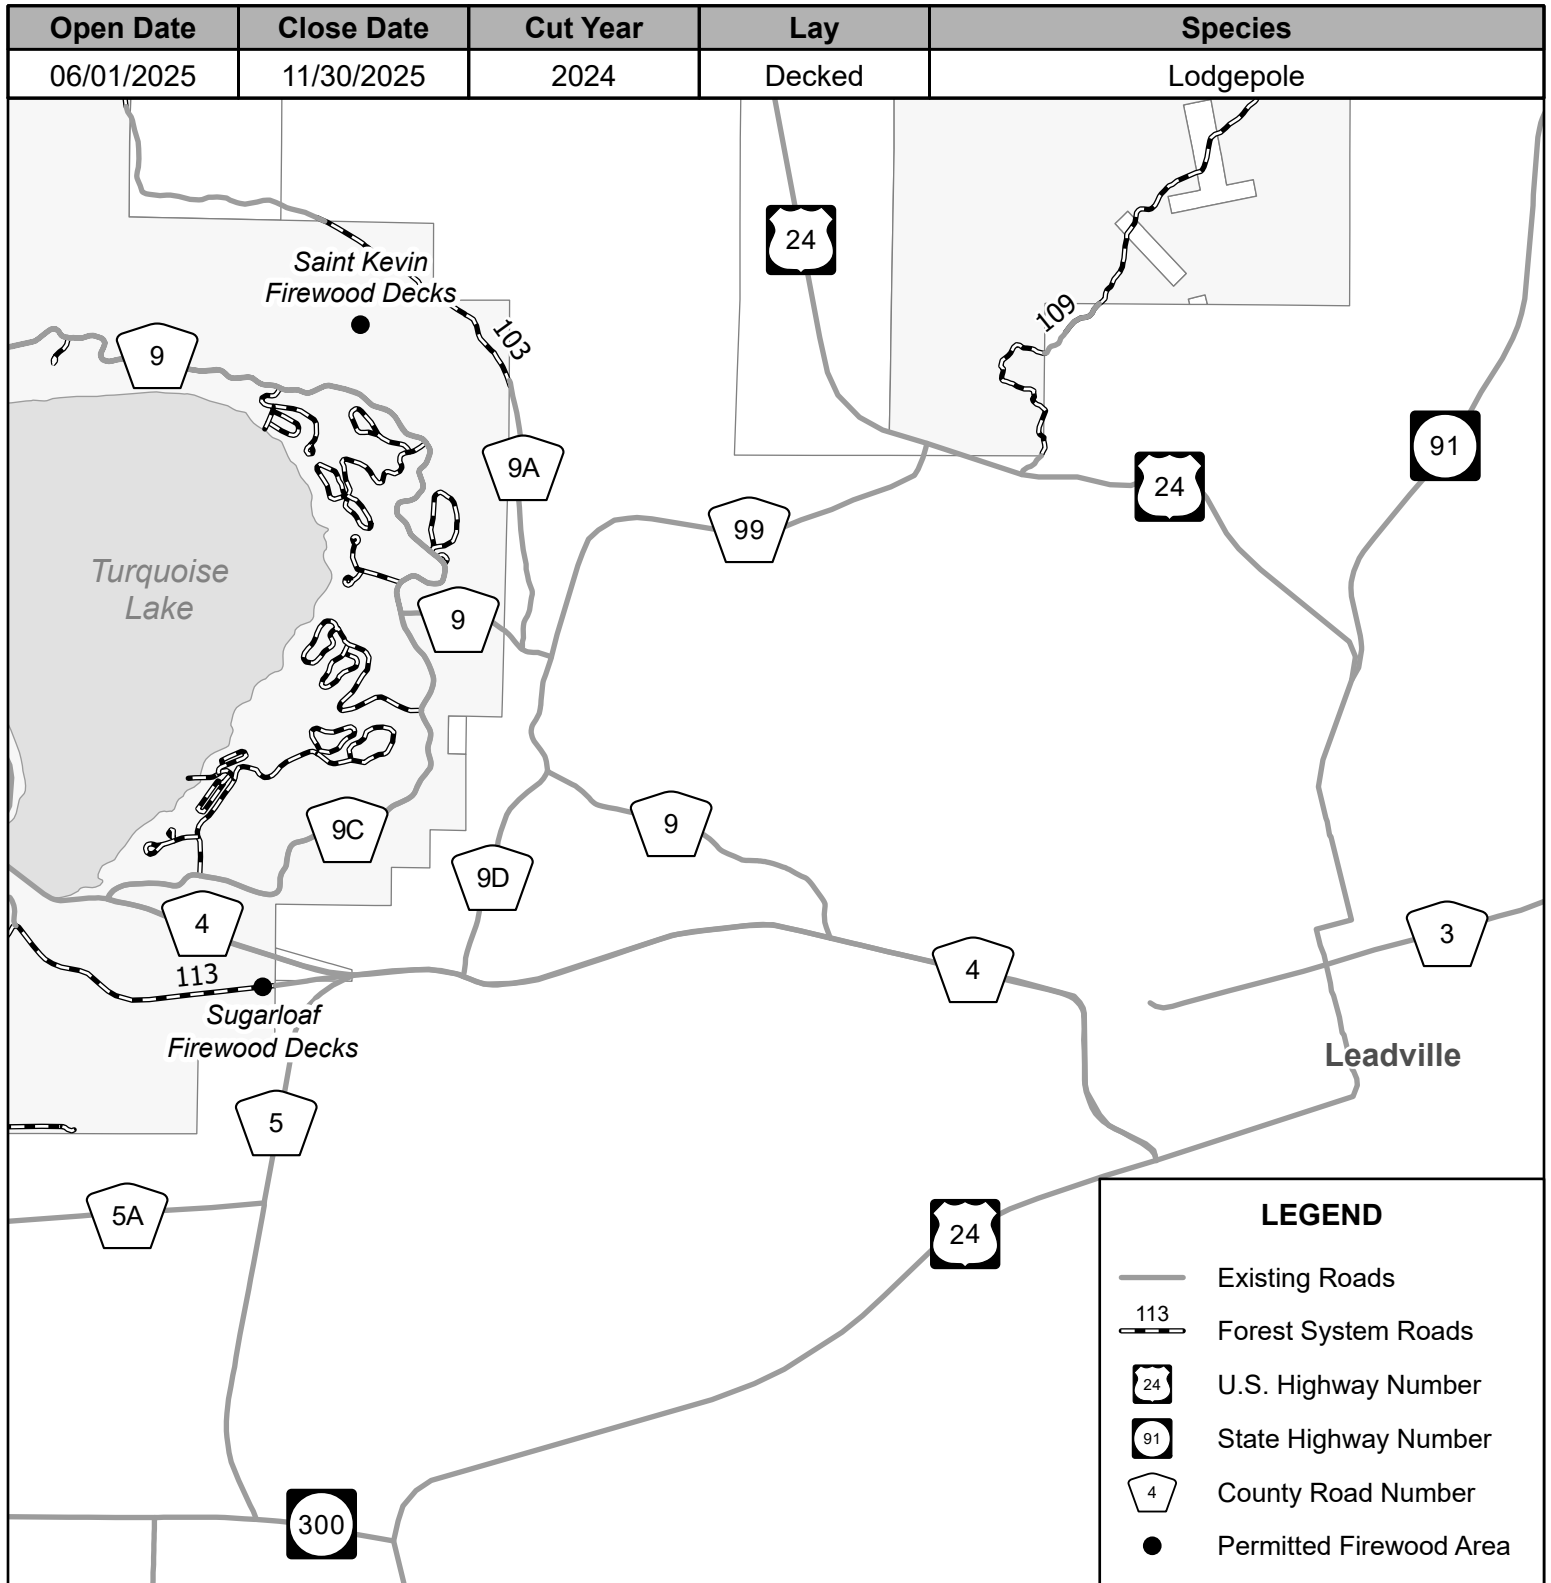 Open Date Close Date Cut Year Lay Species
06/01/2025 11/30/2025 2024 Decked Lodgepole
24
Saint Kevin
Firewood Decks
109
103
9
91
9A
24
99
Turquoise
Lake
9
9C
9
9D
4
3
4
113
Sugarloaf
Firewood Decks
Leadville
5
5A
24
300
LEGEND
Existing Roads
113 Forest System Roads
24 U.S. Highway Number
91 State Highway Number
4 County Road Number
Permitted Firewood Area